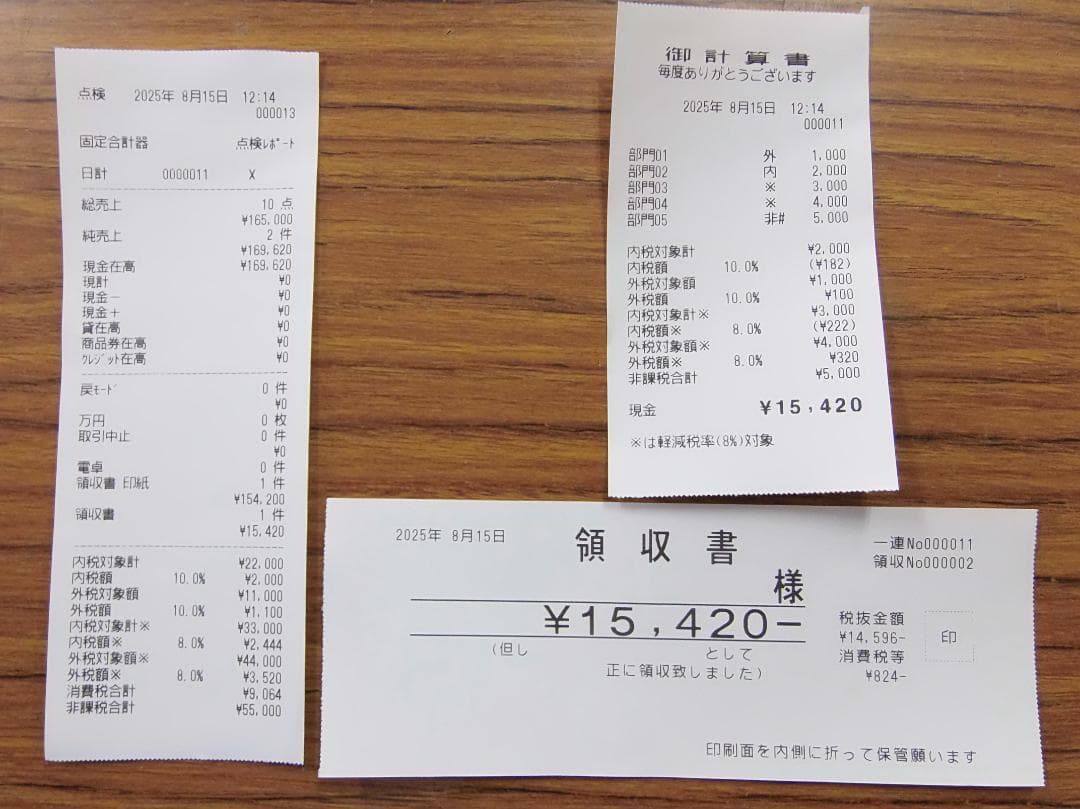 点検 2025年 8月15日 12:14
000013
固定合計器 点検ﾚﾎﾟｰﾄ
日計 0000011 X
総売上 10 点
¥165,000
純売上 2 件
¥169,620
現金在高 ¥169,620
現計 ¥0
現金－ ¥0
現金＋ ¥0
貸在高 ¥0
商品券在高 ¥0
ｸﾚｼﾞｯﾄ在高 ¥0
戻ﾓｰﾄﾞ 0 件
¥0
万円 0 枚
取引中止 0 件
¥0
電卓 0 件
領収書 印紙 1 件
¥154,200
領収書 1 件
¥15,420
内税対象計 ¥22,000
内税額 10.0% ¥2,000
外税対象額 ¥11,000
外税額 10.0% ¥1,100
内税対象計※ ¥33,000
内税額※ 8.0% ¥2,444
外税対象額※ ¥44,000
外税額※ 8.0% ¥3,520
消費税合計 ¥9,064
非課税合計 ¥55,000
御計算書
毎度ありがとうございます
2025年 8月15日 12:14
000011
部門01 外 1,000
部門02 内 2,000
部門03 ※ 3,000
部門04 ※ 4,000
部門05 非# 5,000
内税対象計 ¥2,000
内税額 10.0% (¥182)
外税対象額 ¥1,000
外税額 10.0% ¥100
内税対象計※ ¥3,000
内税額※ 8.0% (¥222)
外税対象額※ ¥4,000
外税額※ 8.0% ¥320
非課税合計 ¥5,000
現金 ¥15,420
※は軽減税率(8%)対象
2025年 8月15日 領収書 一連No000011
領収No000002
様
¥15,420－
(但し として
正に領収致しました)
税抜金額
¥14,596-
消費税等
¥824-
印
印刷面を内側に折って保管願います